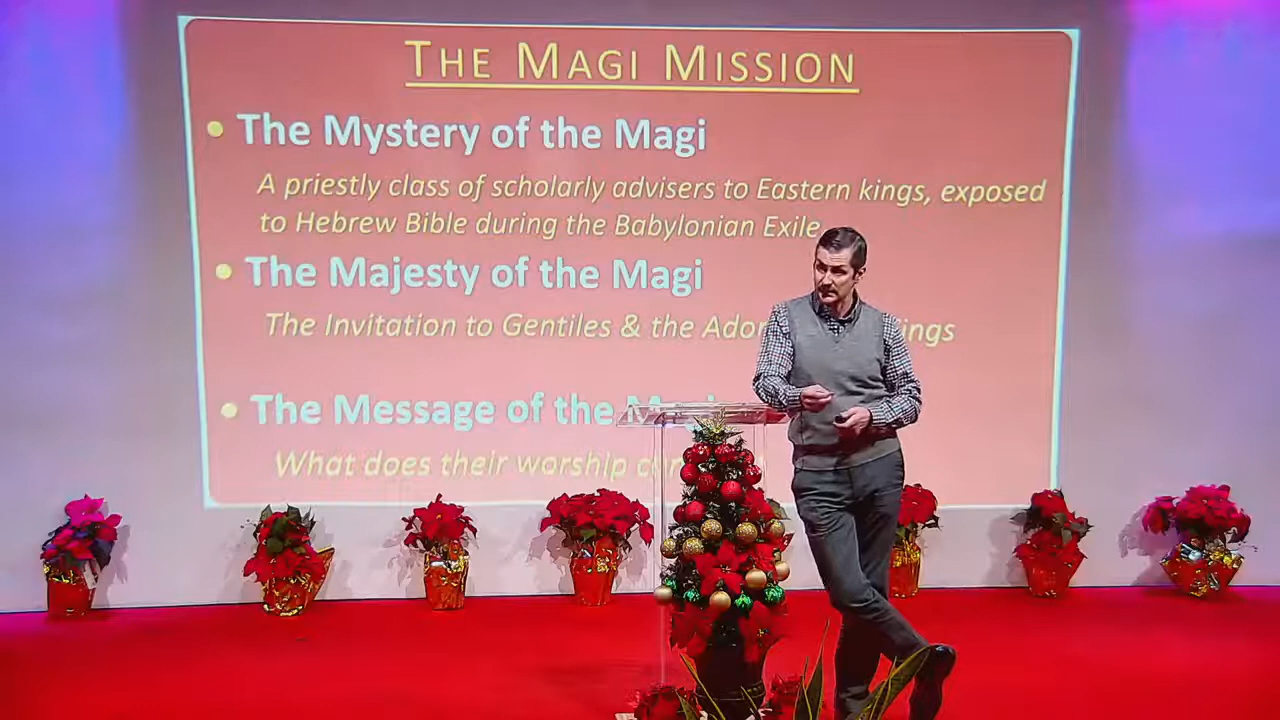 THE MAGI MISSION
• The Mystery of the Magi
A priestly class of scholarly advisers to Eastern kings, exposed
to Hebrew Bible during the Babylonian Exile
• The Majesty of the Magi
The Invitation to Gentiles & the
• The Message of the
What does their worship